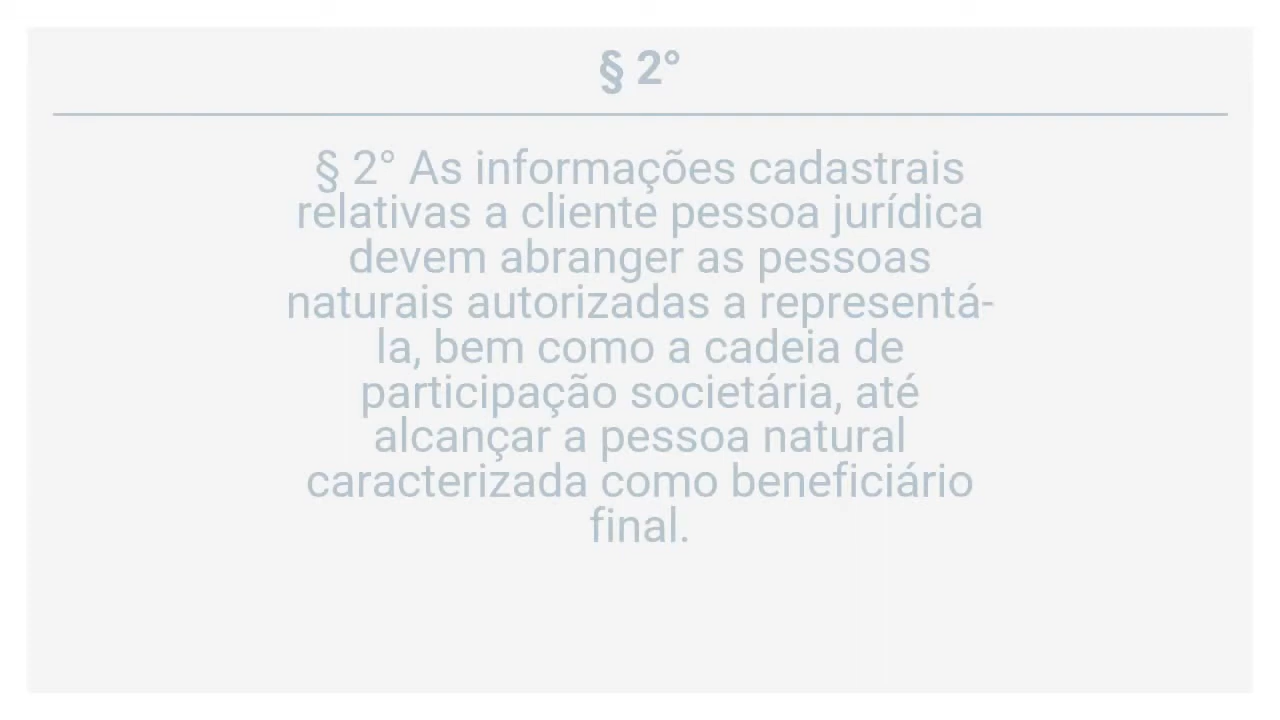 § 2°
§ 2° As informações cadastrais
relativas a cliente pessoa jurídica
devem abranger as pessoas
naturais autorizadas a representá-
la, bem como a cadeia de
participação societária, até
alcançar a pessoa natural
caracterizada como beneficiário
final.